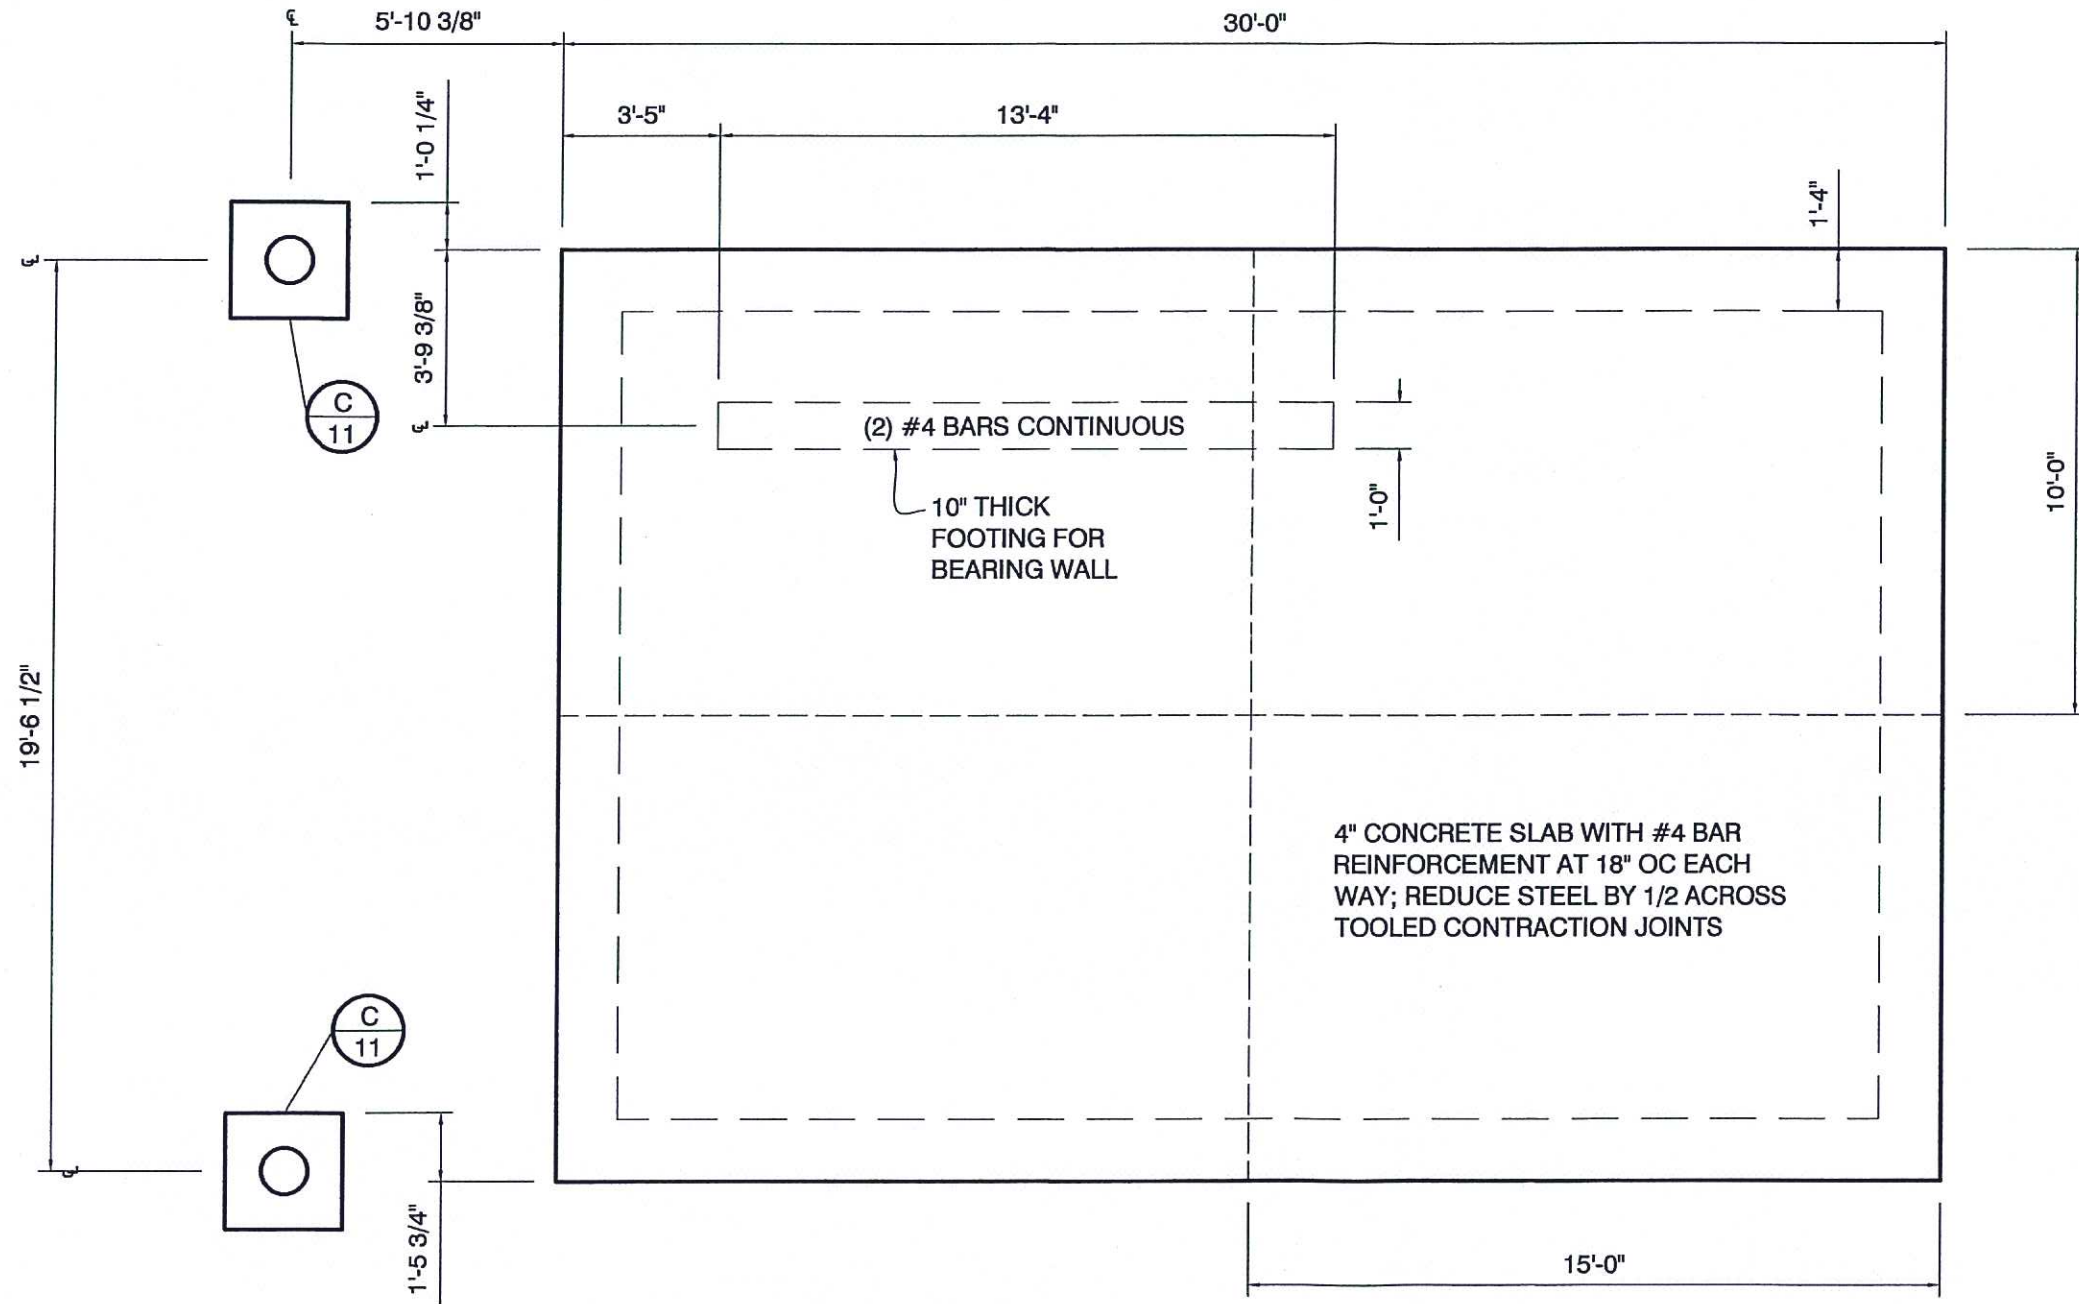 ℄
5'-10 3/8"
30'-0"
3'-5"
13'-4"
1'-0 1/4"
1'-4"
℄
3'-9 3/8"
C
11
℄
(2) #4 BARS CONTINUOUS
10" THICK
FOOTING FOR
BEARING WALL
1'-0"
10'-0"
19'-6 1/2"
4" CONCRETE SLAB WITH #4 BAR
REINFORCEMENT AT 18" OC EACH
WAY; REDUCE STEEL BY 1/2 ACROSS
TOOLED CONTRACTION JOINTS
C
11
℄
1'-5 3/4"
15'-0"